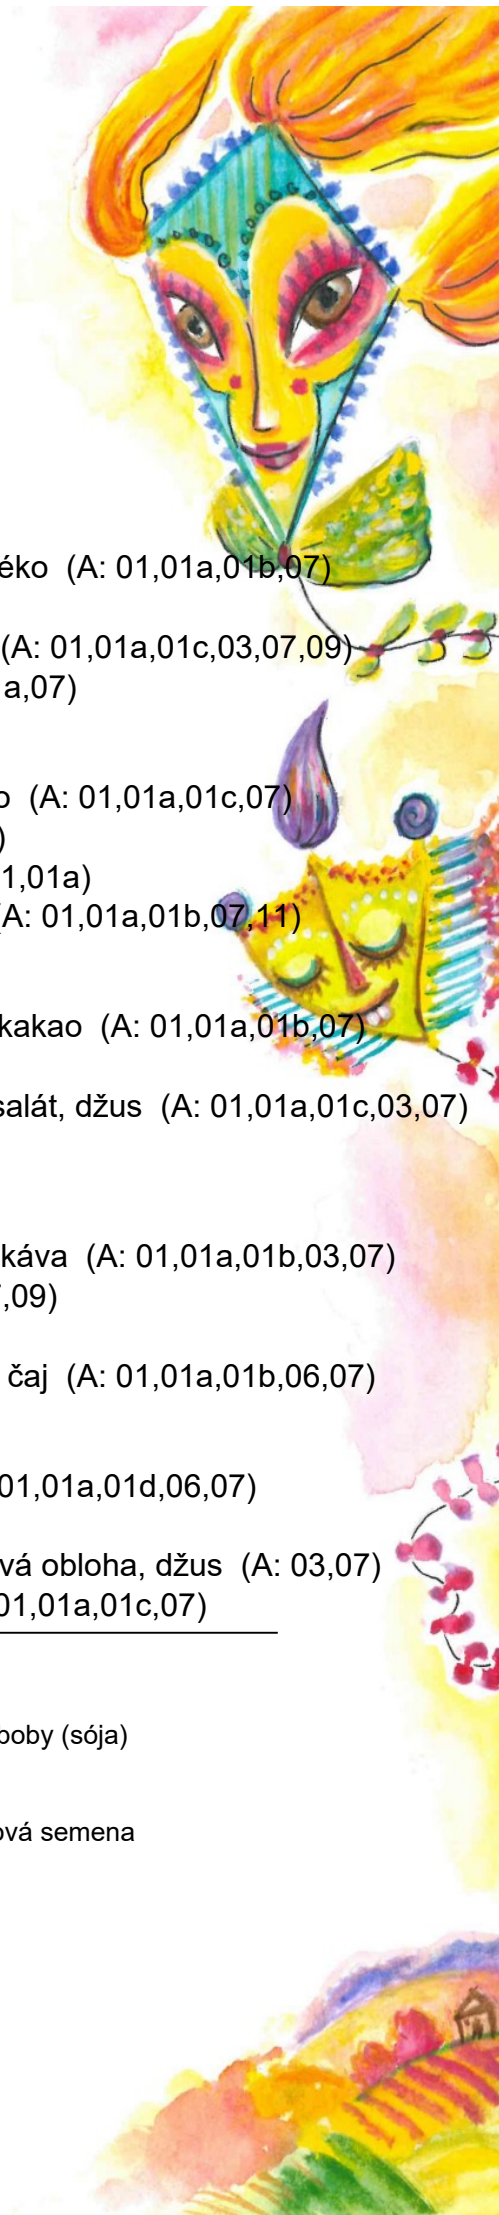 éko (A: 01,01a,01b,07)
(A: 01,01a,01c,03,07,09)
a,07)
o (A: 01,01a,01c,07)
)
1,01a)
(A: 01,01a,01b,07,11)
kakao (A: 01,01a,01b,07)
salát, džus (A: 01,01a,01c,03,07)
káva (A: 01,01a,01b,03,07)
,09)
čaj (A: 01,01a,01b,06,07)
01,01a,01d,06,07)
vá obloha, džus (A: 03,07)
01,01a,01c,07)
boby (sója)
ová semena